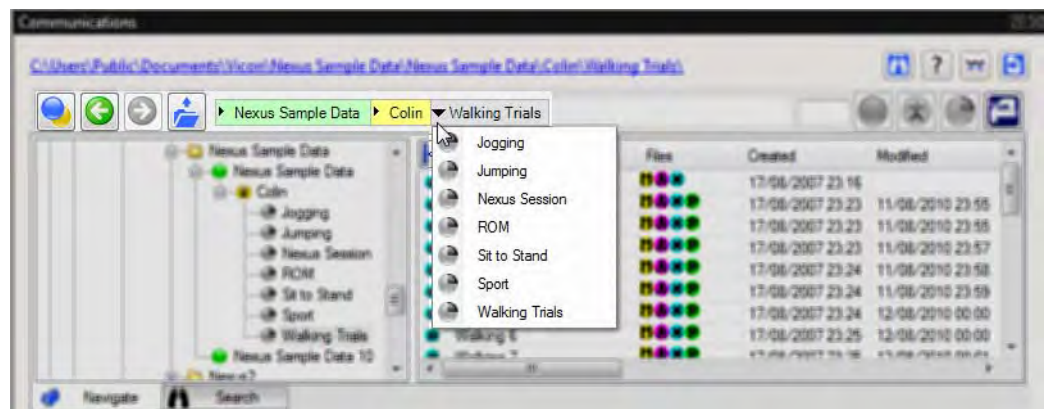 Communications
C:\Users\Public\Documents\Vicon\Nexus Sample Data\Nexus Sample Data\Colin\Walking Trials\
Nexus Sample Data Colin Walking Trials
Jogging
Jumping
Nexus Session
ROM
Sit to Stand
Sport
Walking Trials
Nexus Sample Data
Nexus Sample Data
Colin
Jogging
Jumping
Nexus Session
ROM
Sit to Stand
Sport
Walking Trials
Nexus Sample Data 10
Files Created Modified
17/08/2007 23:16
17/08/2007 23:23 11/08/2010 23:55
17/08/2007 23:23 11/08/2010 23:55
17/08/2007 23:23 11/08/2010 23:57
17/08/2007 23:24 11/08/2010 23:58
17/08/2007 23:24 11/08/2010 23:59
17/08/2007 23:24 12/08/2010 00:00
17/08/2007 23:25 12/08/2010 00:00
Walking 6
Navigate Search